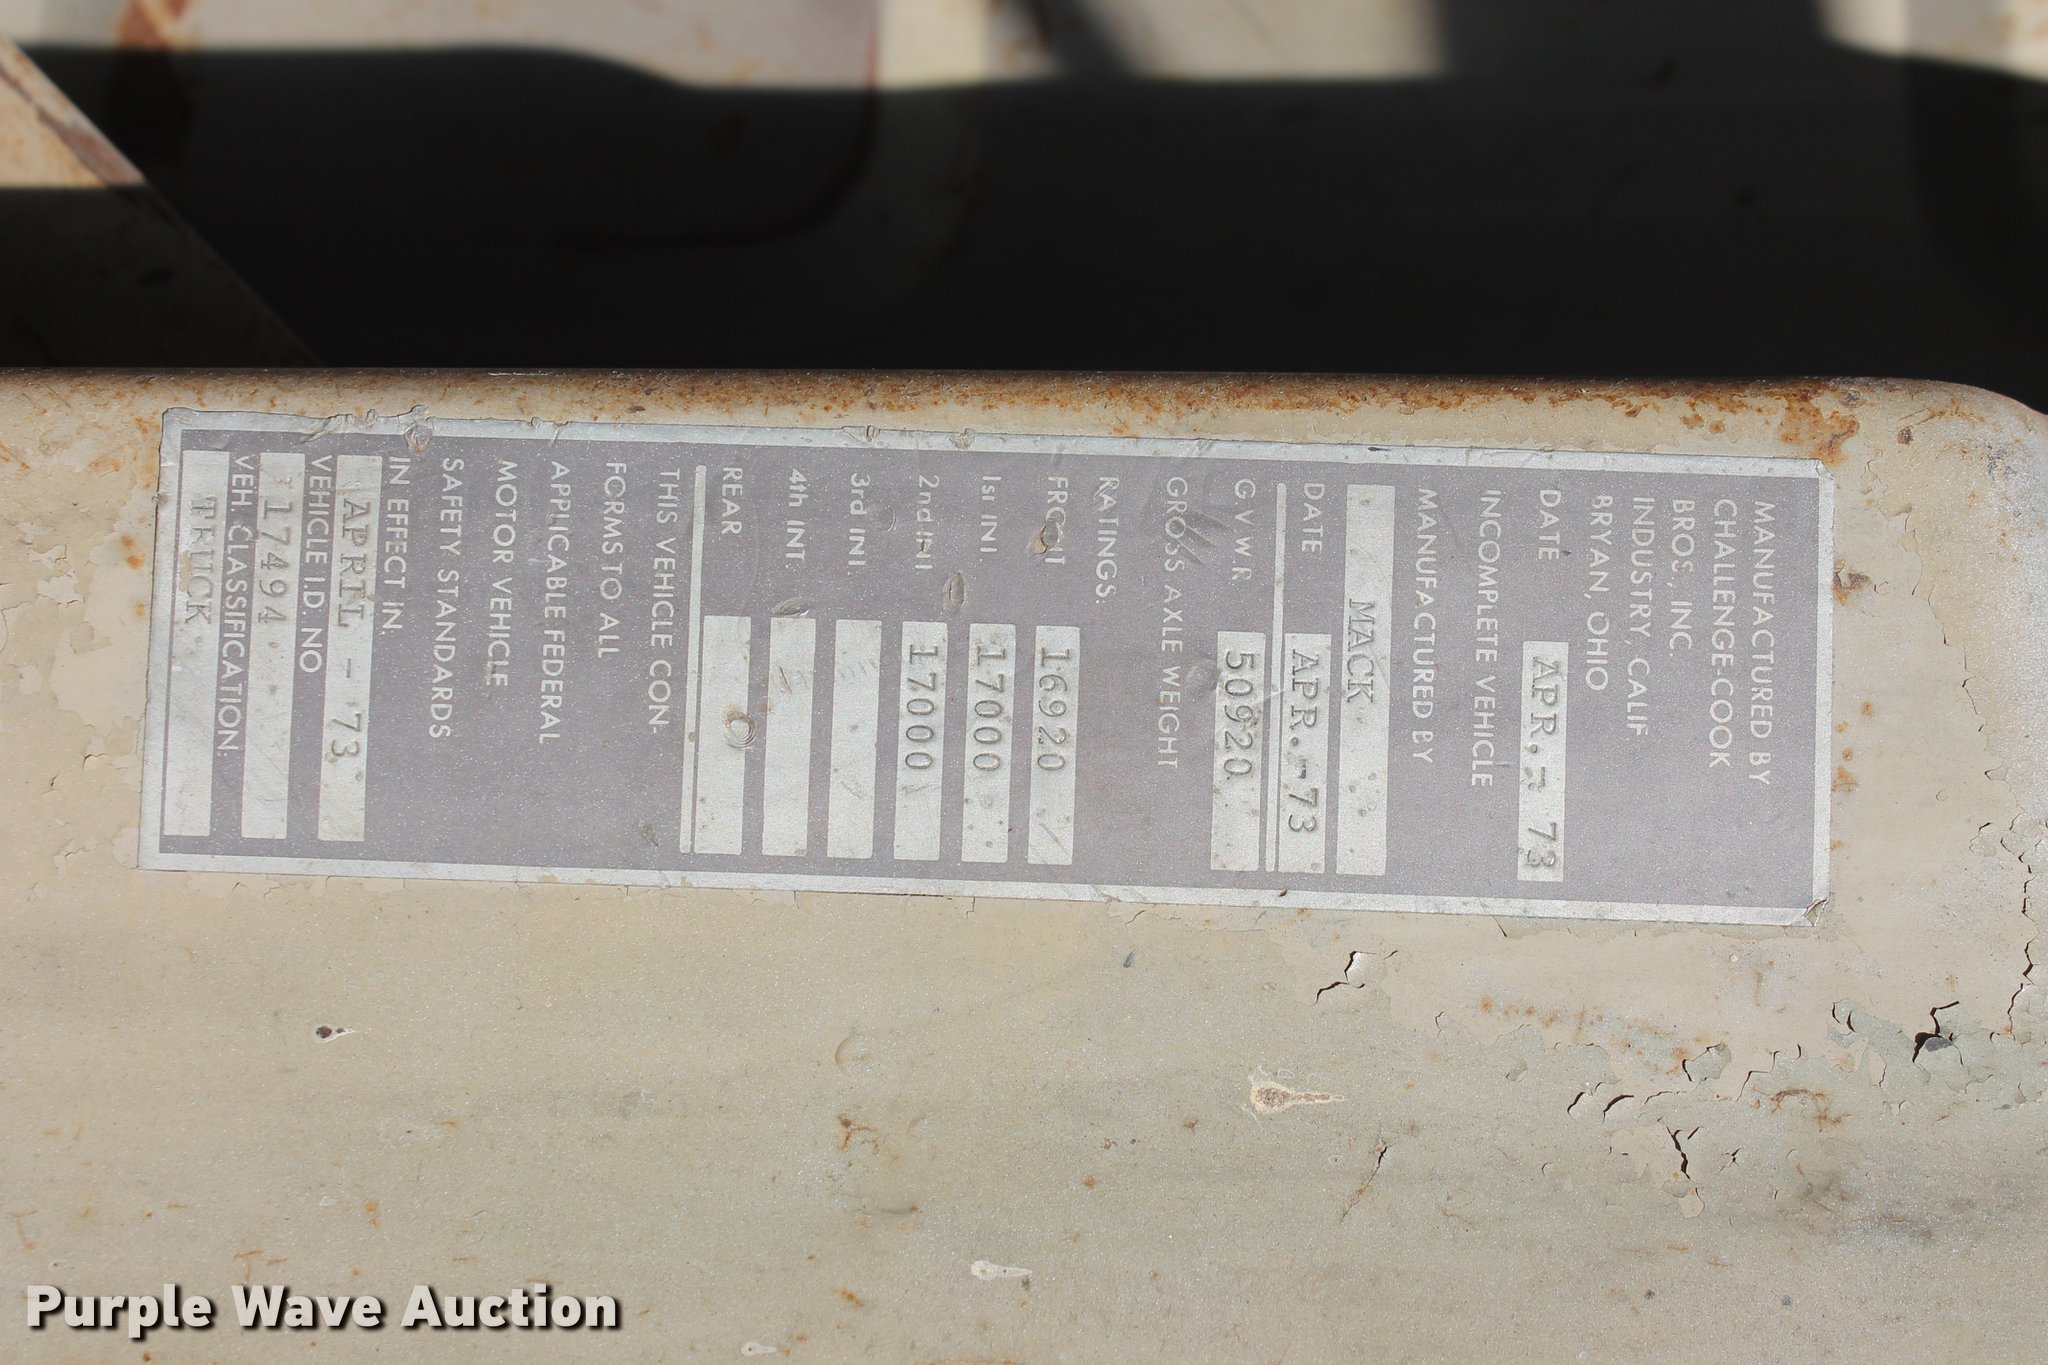 MANUFACTURED BY
CHALLENGE-COOK
BROS., INC.
INDUSTRY, CALIF
BRYAN, OHIO
DATE APR.- 73
INCOMPLETE VEHICLE
MANUFACTURED BY
MACK
DATE APR.-73
G V W R 50920
GROSS AXLE WEIGHT
RATINGS:
FRONT 16920
1st INT 17000
2nd INT 17000
3rd INT.
4th INT.
REAR
THIS VEHICLE CON-
FORMS TO ALL
APPLICABLE FEDERAL
MOTOR VEHICLE
SAFETY STANDARDS
IN EFFECT IN.
APRIL - 73
VEHICLE I.D. NO
17494
VEH. CLASSIFICATION:
TRUCK
Purple Wave Auction